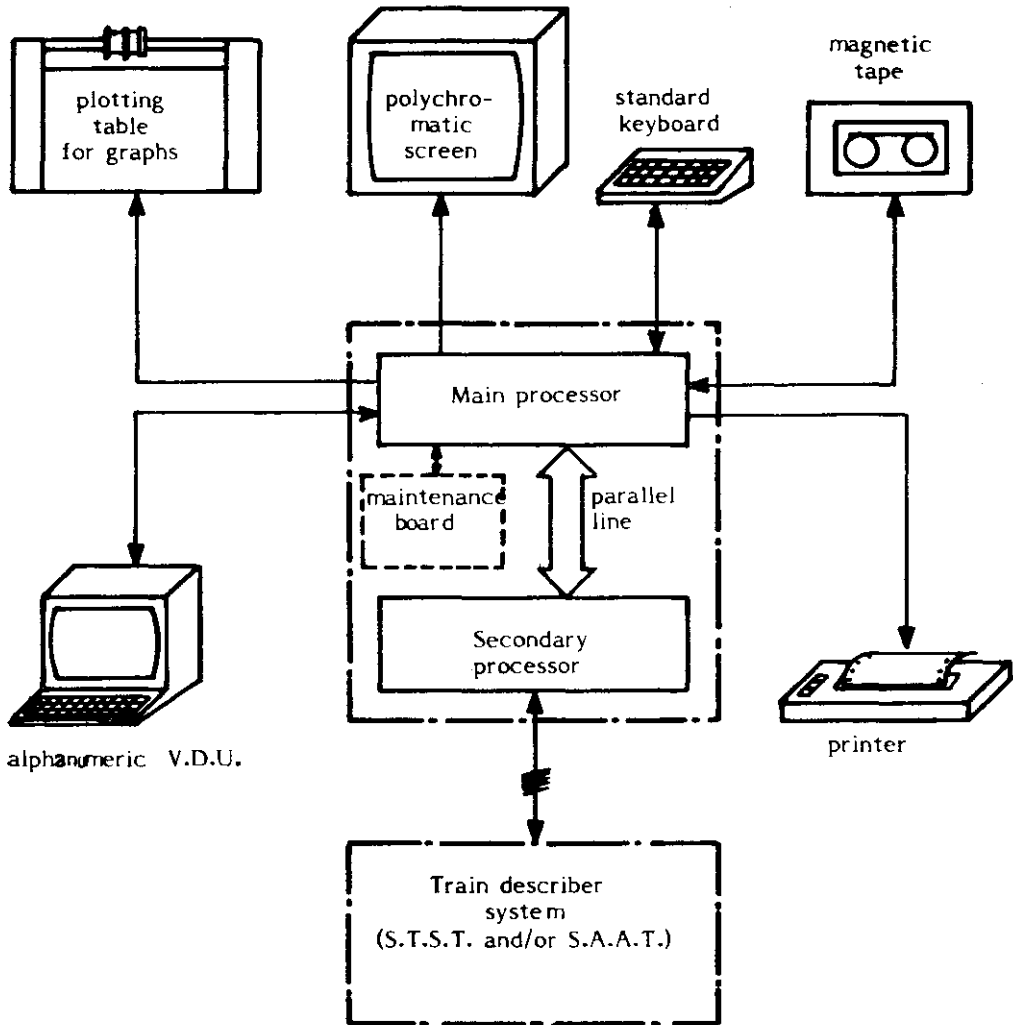 plotting
table
for graphs
polychro-
matic
screen
standard
keyboard
magnetic
tape
Main processor
maintenance
board
parallel
line
Secondary
processor
alphanumeric V.D.U.
printer
Train describer
system
(S.T.S.T. and/or S.A.A.T.)